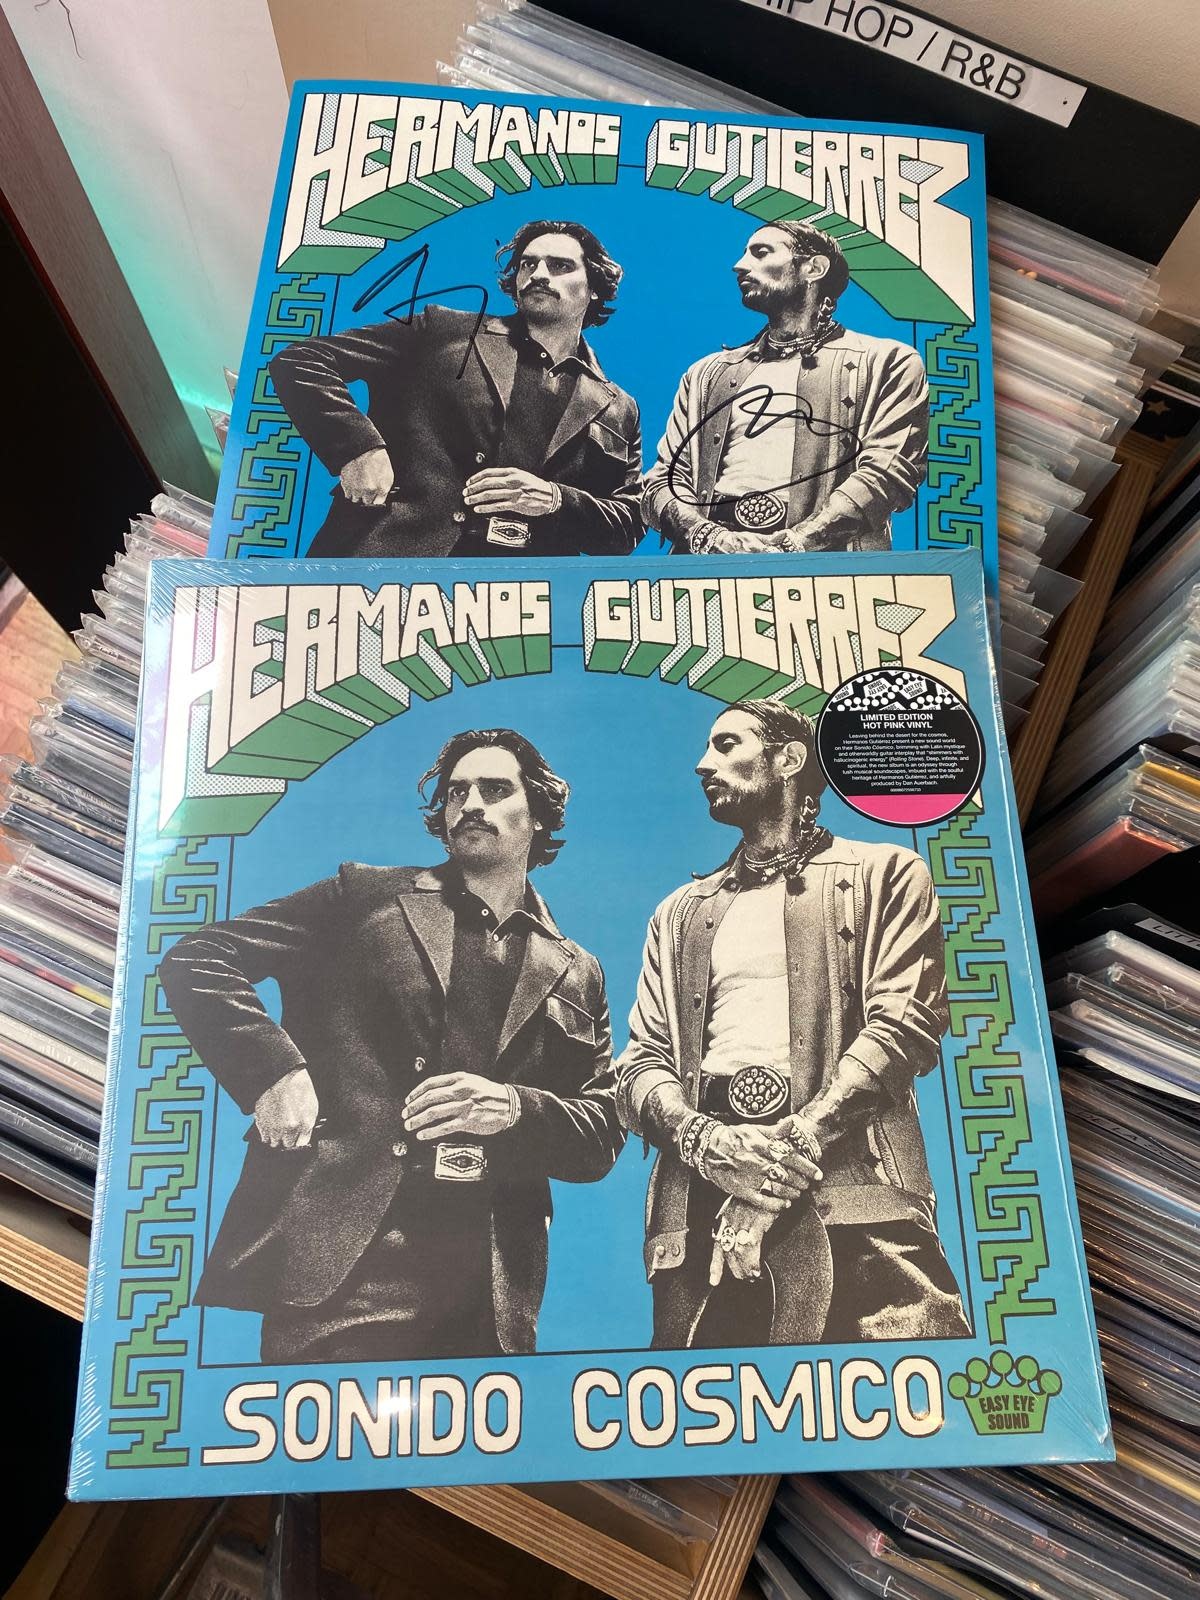 HIP HOP / R&B
HERMANOS GUTIERREZ
HERMANOS GUTIERREZ
EASY EYE SOUND
LIMITED EDITION
HOT PINK VINYL
Leaving behind the desert for the cosmos,
Hermanos Gutiérrez present a new sound world
on their Sonido Cósmico, brimming with Latin mystique
and otherworldly guitar interplay that "shimmers with
hallucinogenic energy" (Rolling Stone). Deep, infinite, and
spiritual, the new album is an odyssey through
lush musical soundscapes, imbued with the soulful
heritage of Hermanos Gutiérrez, and artfully
produced by Dan Auerbach.
SONIDO COSMICO
EASY EYE
SOUND